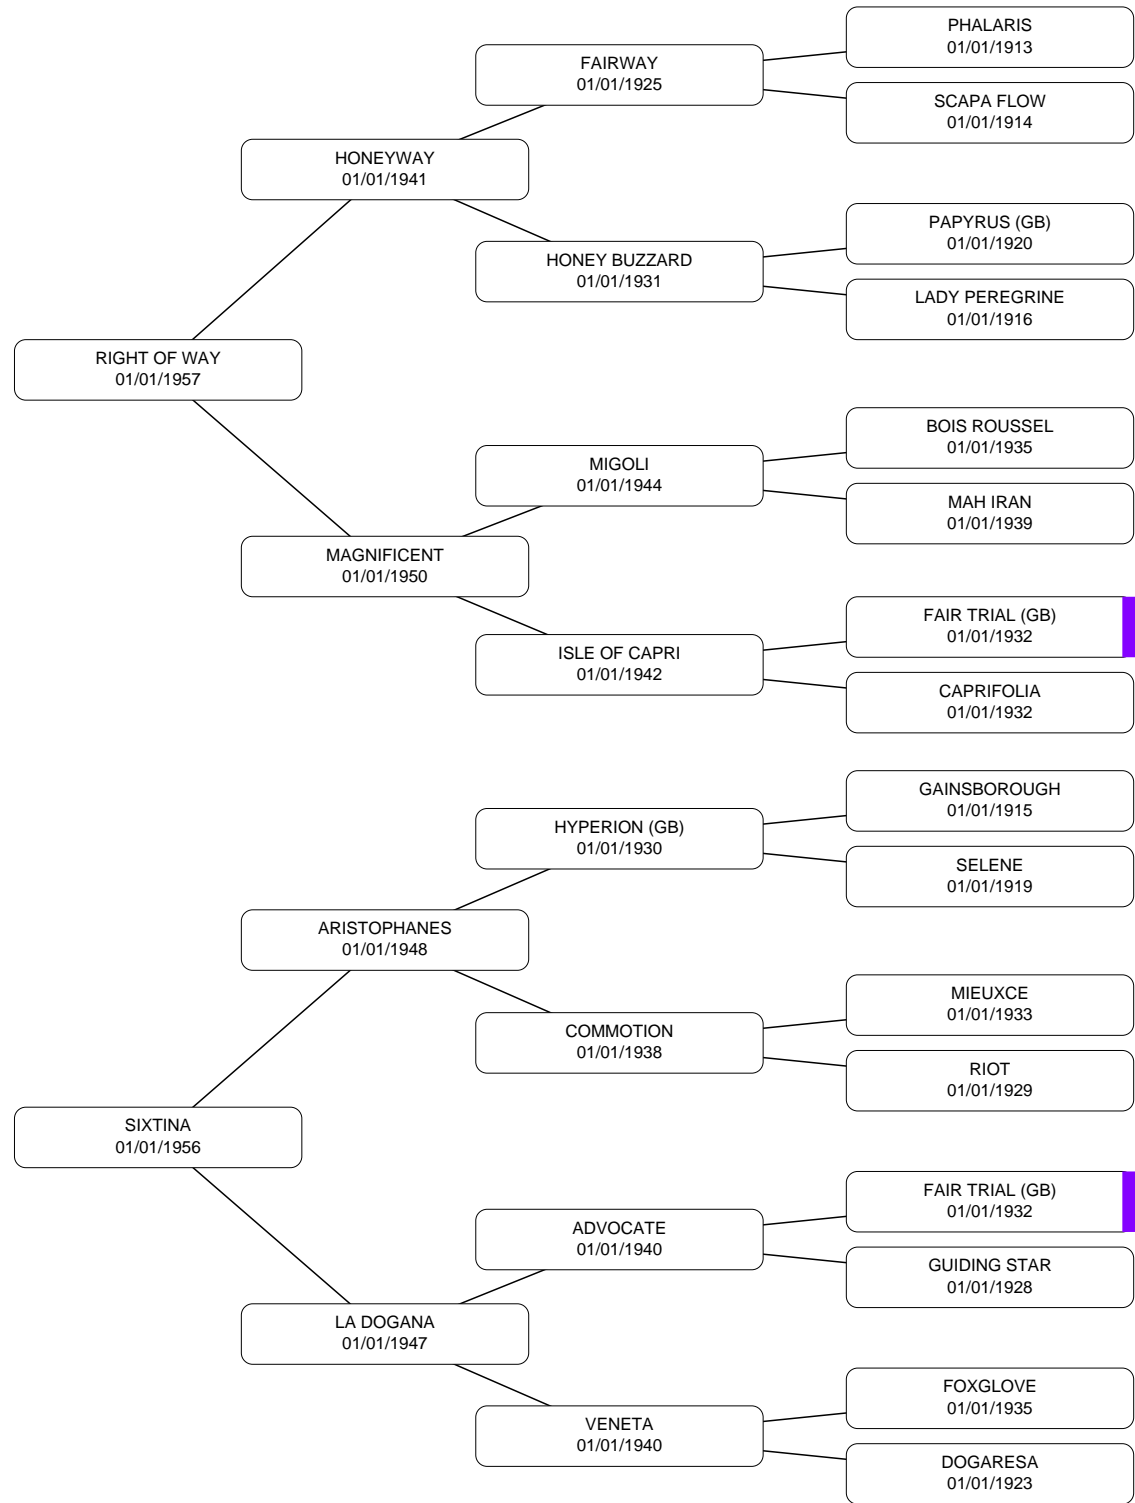 PHALARIS
01/01/1913
FAIRWAY
01/01/1925
SCAPA FLOW
01/01/1914
HONEYWAY
01/01/1941
PAPYRUS (GB)
01/01/1920
HONEY BUZZARD
01/01/1931
LADY PEREGRINE
01/01/1916
RIGHT OF WAY
01/01/1957
BOIS ROUSSEL
01/01/1935
MIGOLI
01/01/1944
MAH IRAN
01/01/1939
MAGNIFICENT
01/01/1950
FAIR TRIAL (GB)
01/01/1932
ISLE OF CAPRI
01/01/1942
CAPRIFOLIA
01/01/1932
GAINSBOROUGH
01/01/1915
HYPERION (GB)
01/01/1930
SELENE
01/01/1919
ARISTOPHANES
01/01/1948
MIEUXCE
01/01/1933
COMMOTION
01/01/1938
RIOT
01/01/1929
SIXTINA
01/01/1956
FAIR TRIAL (GB)
01/01/1932
ADVOCATE
01/01/1940
GUIDING STAR
01/01/1928
LA DOGANA
01/01/1947
FOXGLOVE
01/01/1935
VENETA
01/01/1940
DOGARESA
01/01/1923